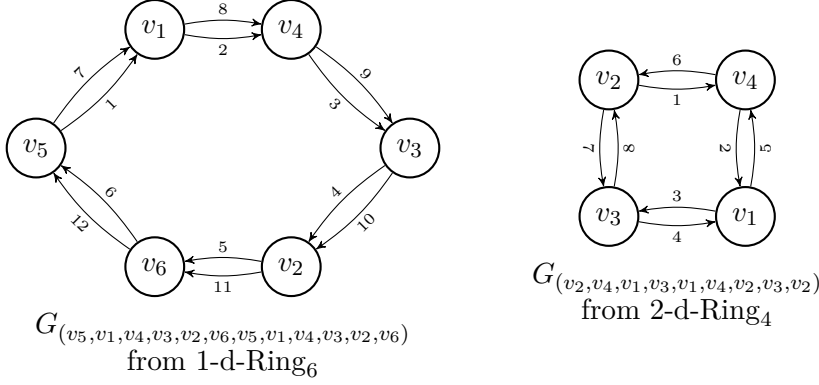 8
v₁ v₄
2
7 1 9 3
v₅ v₃
6 12 4 10
5
v₆ v₂
11
G₍ᵥ₅,ᵥ₁,ᵥ₄,ᵥ₃,ᵥ₂,ᵥ₆,ᵥ₅,ᵥ₁,ᵥ₄,ᵥ₃,ᵥ₂,ᵥ₆₎
from 1-d-Ring₆
6
v₂ v₄
1
7 8 2 5
3
v₃ v₁
4
G₍ᵥ₂,ᵥ₄,ᵥ₁,ᵥ₃,ᵥ₁,ᵥ₄,ᵥ₂,ᵥ₃,ᵥ₂₎
from 2-d-Ring₄